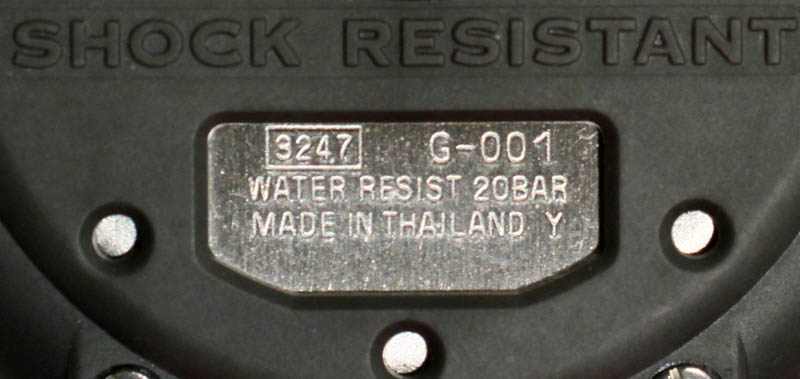 SHOCK RESISTANT
3247 G-001
WATER RESIST 20BAR
MADE IN THAILAND Y